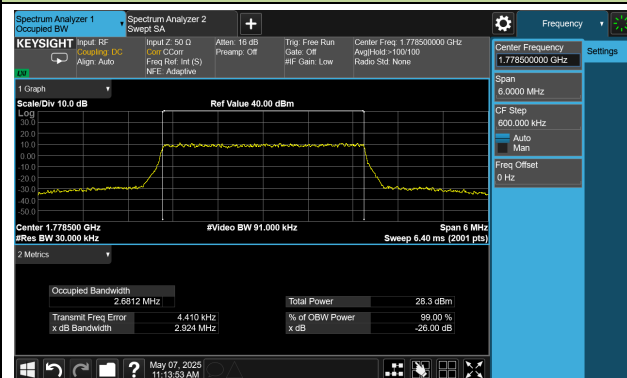 Spectrum Analyzer 1
Occupied BW
Spectrum Analyzer 2
Swept SA
Frequency
KEYSIGHT
Input: RF
Coupling: DC
Align: Auto
Input Z: 50 Ω
Corr CCorr
Freq Ref: Int (S)
NFE: Adaptive
Atten: 16 dB
Preamp: Off
Trig: Free Run
Gate: Off
#IF Gain: Low
Center Freq: 1.778500000 GHz
Avg|Hold:>100/100
Radio Std: None
LXI
Center Frequency
1.778500000 GHz
Settings
Span
6.0000 MHz
CF Step
600.000 kHz
Auto
Man
Freq Offset
0 Hz
1 Graph
Scale/Div 10.0 dB
Ref Value 40.00 dBm
Log
30.0
20.0
10.0
0.00
-10.0
-20.0
-30.0
-40.0
-50.0
Center 1.778500 GHz
#Video BW 91.000 kHz
Span 6 MHz
#Res BW 30.000 kHz
Sweep 6.40 ms (2001 pts)
2 Metrics
Occupied Bandwidth
2.6812 MHz
Total Power
28.3 dBm
Transmit Freq Error
4.410 kHz
% of OBW Power
99.00 %
x dB Bandwidth
2.924 MHz
x dB
-26.00 dB
?
May 07, 2025
11:13:53 AM